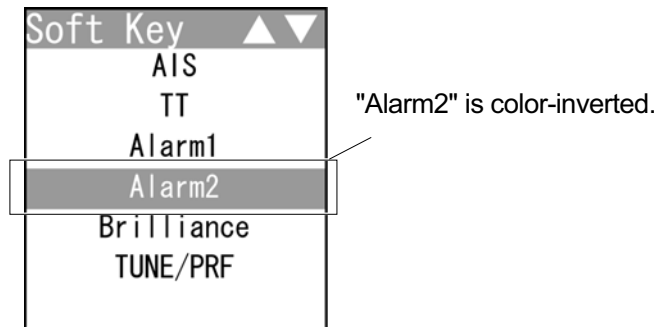 Soft Key ▲▼
AIS
TT
Alarm1
Alarm2
Brilliance
TUNE/PRF
"Alarm2" is color-inverted.